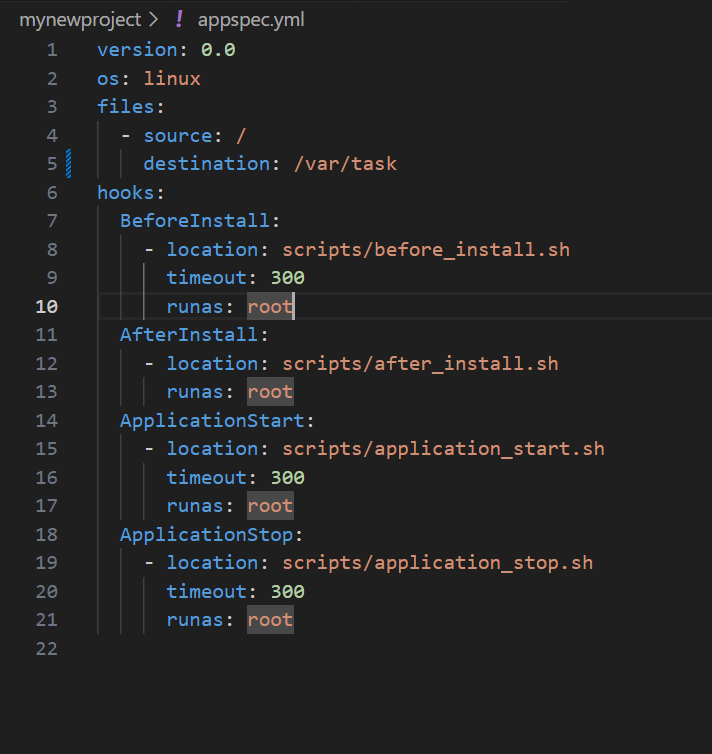 mynewproject > ! appspec.yml
1 version: 0.0
2 os: linux
3 files:
4   - source: /
5     destination: /var/task
6 hooks:
7   BeforeInstall:
8     - location: scripts/before_install.sh
9       timeout: 300
10       runas: root
11   AfterInstall:
12     - location: scripts/after_install.sh
13       runas: root
14   ApplicationStart:
15     - location: scripts/application_start.sh
16       timeout: 300
17       runas: root
18   ApplicationStop:
19     - location: scripts/application_stop.sh
20       timeout: 300
21       runas: root
22